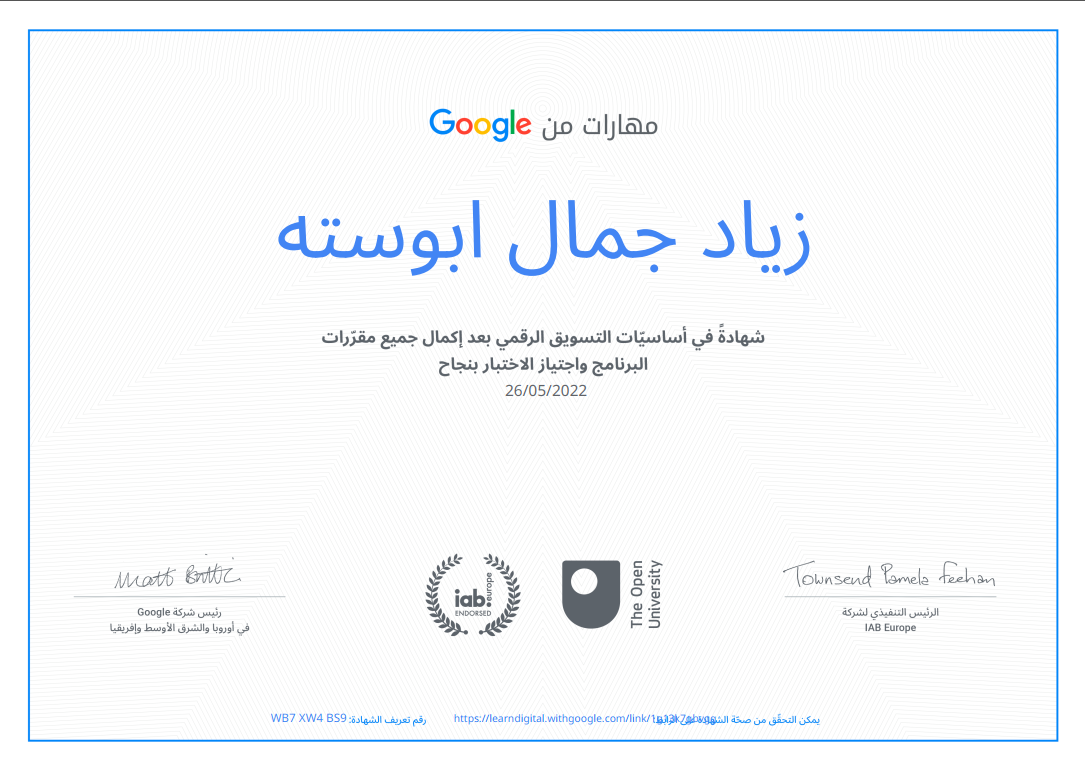 مهارات من Google
زياد جمال ابوسته
شهادةً في أساسيّات التسويق الرقمي بعد إكمال جميع مقرّرات
البرنامج واجتياز الاختبار بنجاح
26/05/2022
Townsend Pamela Feehan
الرئيس التنفيذي لشركة
IAB Europe
The Open
University
iab.europe
ENDORSED
Matt Brittin
رئيس شركة Google
في أوروبا والشرق الأوسط وإفريقيا
يمكن التحقّق من صحّة الشهادة على الرابط: https://learndigital.withgoogle.com/link/
رقم تعريف الشهادة: WB7 XW4 BS9